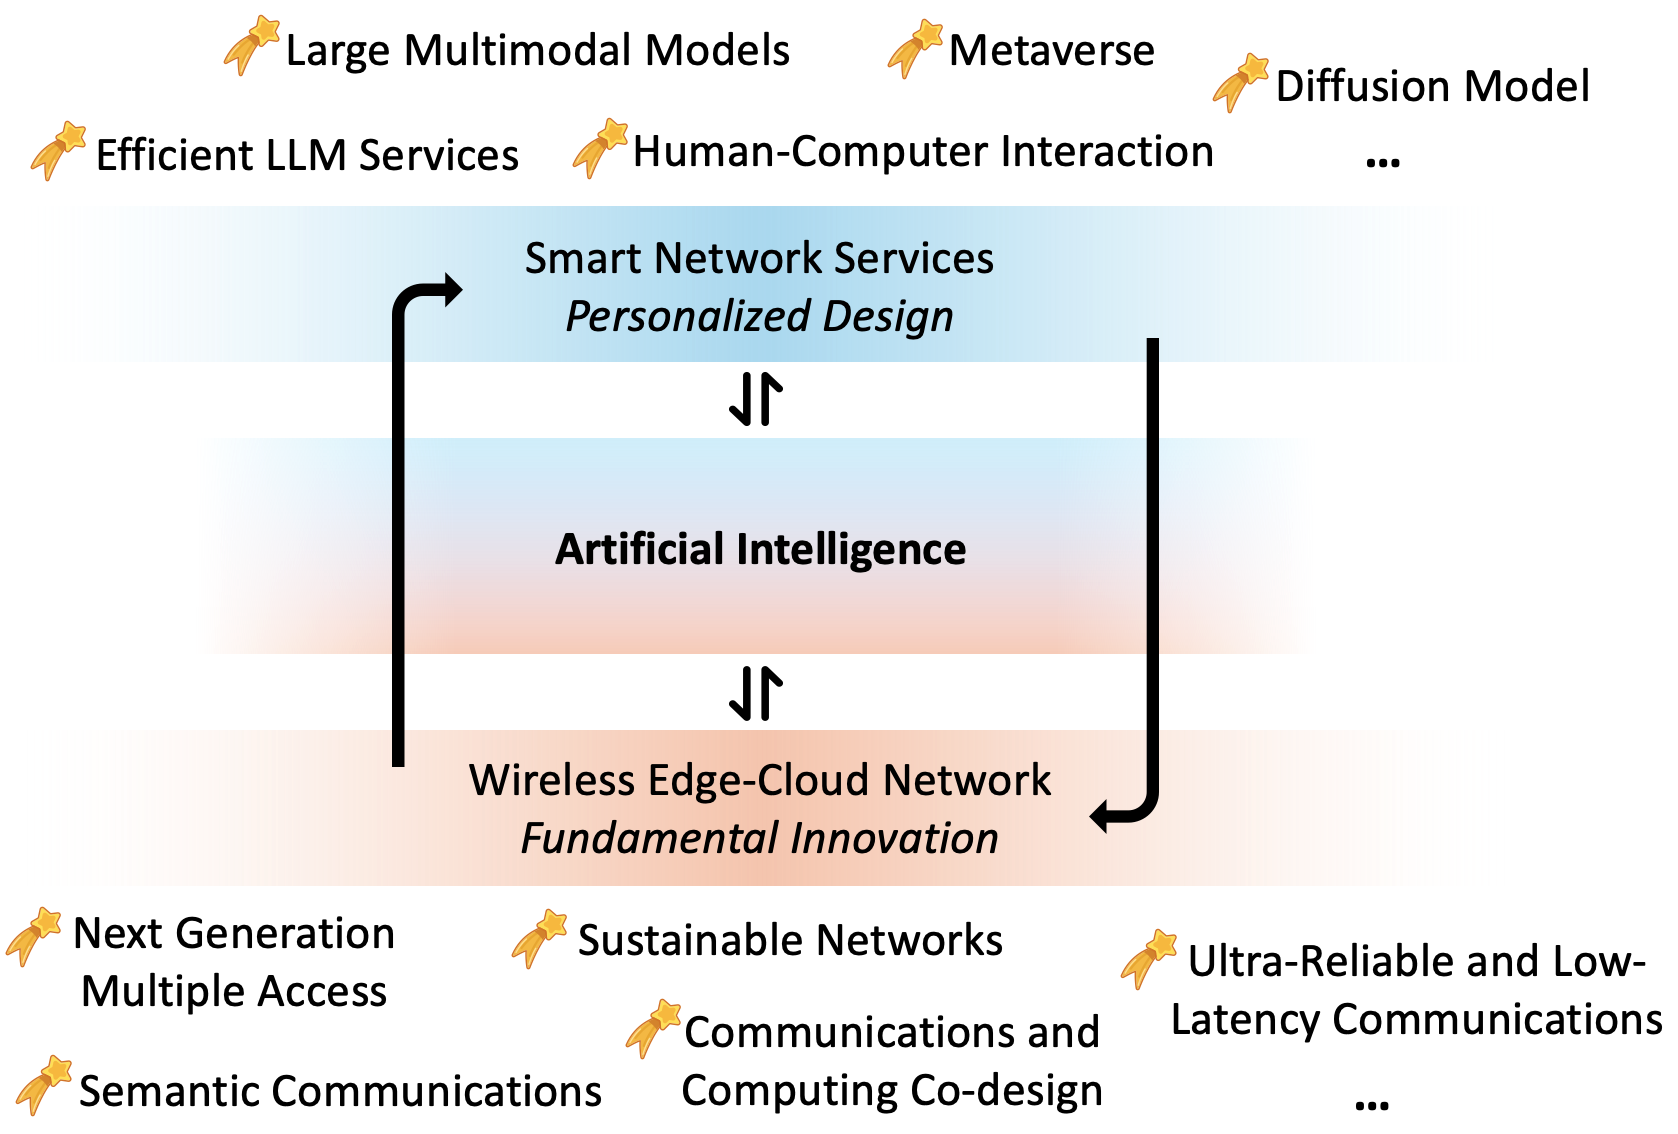 Large Multimodal Models
Metaverse
Diffusion Model
Efficient LLM Services
Human-Computer Interaction
...
Smart Network Services
Personalized Design
Artificial Intelligence
Wireless Edge-Cloud Network
Fundamental Innovation
Next Generation
Multiple Access
Sustainable Networks
Ultra-Reliable and Low-
Latency Communications
Communications and
Computing Co-design
Semantic Communications
...